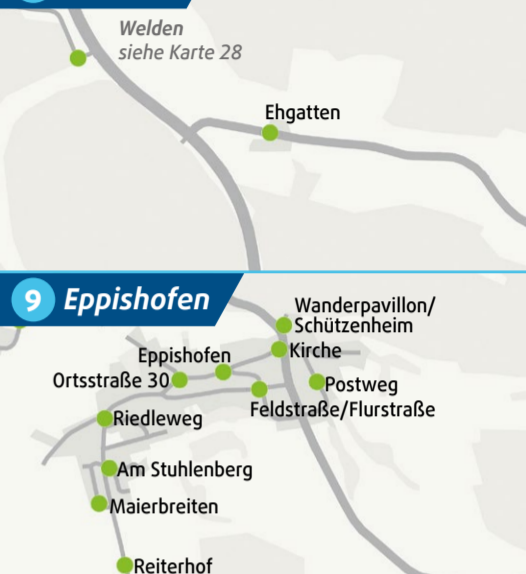 Welden
siehe Karte 28
Ehgatten
9 Eppishofen
Wanderpavillon/
Schützenheim
Kirche
Eppishofen
Ortsstraße 30
Postweg
Feldstraße/Flurstraße
Riedleweg
Am Stuhlenberg
Maierbreiten
Reiterhof